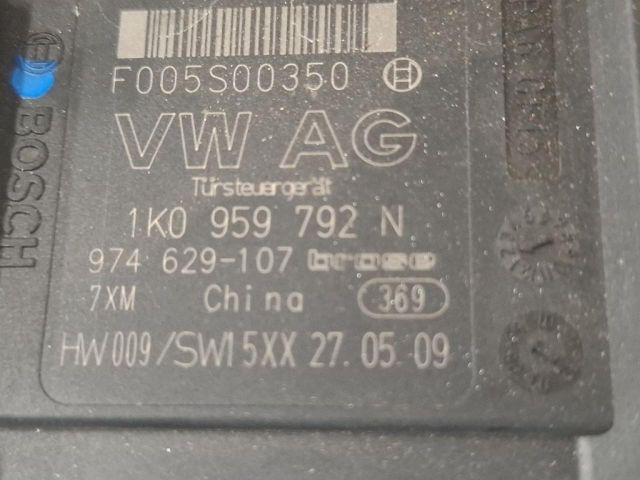 F005S00350
BOSCH
VW AG
Türsteuergerät
1K0 959 792 N
974 629-107 brose
7XM China 369
HW009/SW15XX 27.05.09